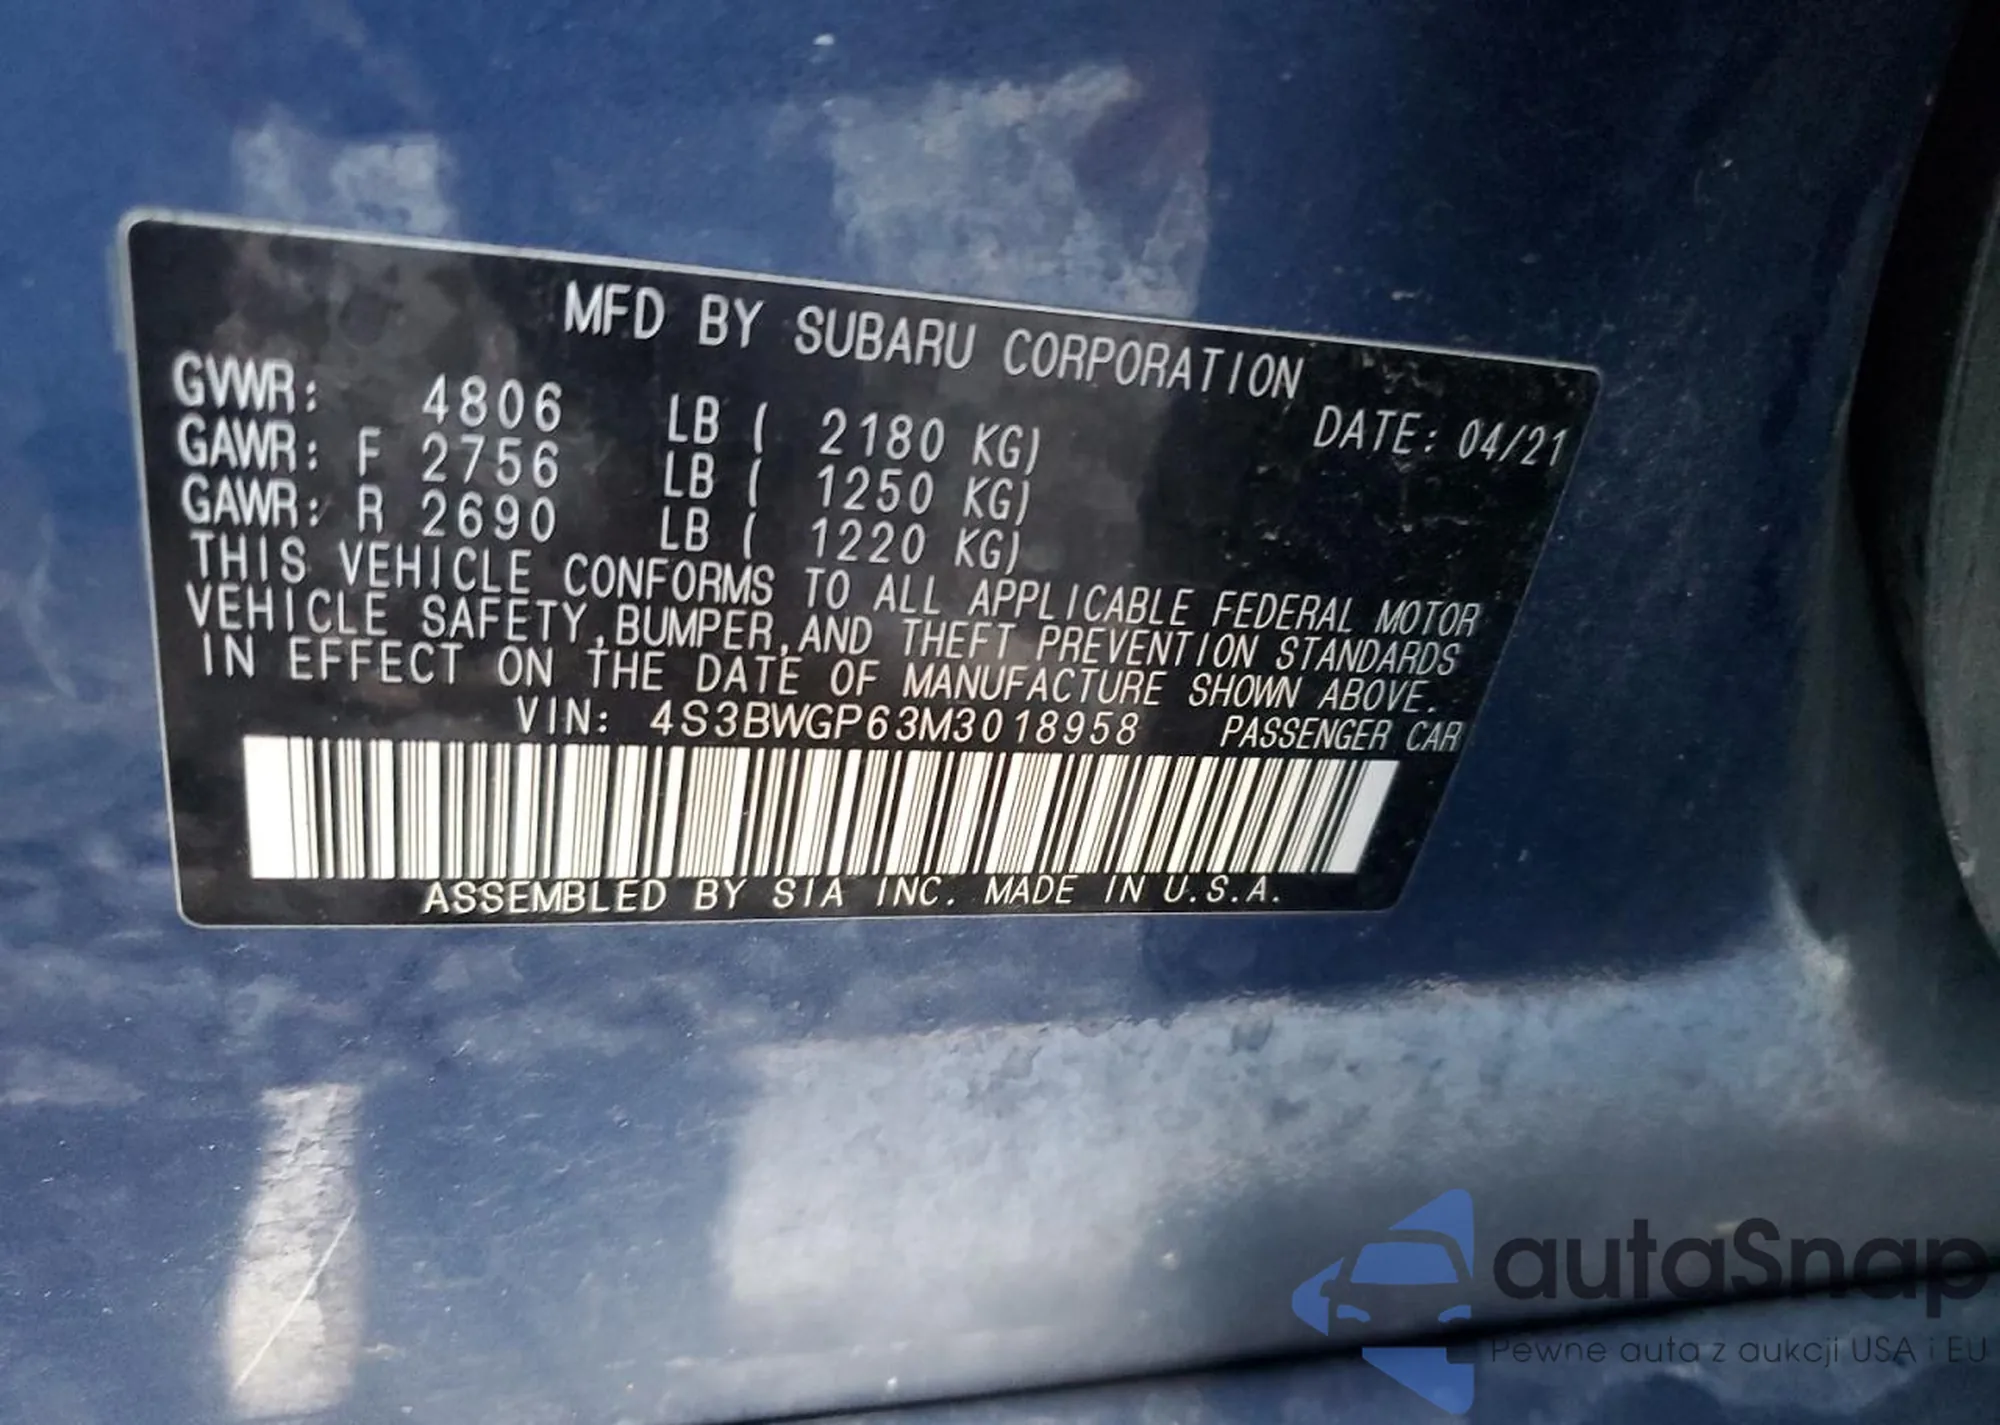 MFD BY SUBARU CORPORATION
GVWR: 4806 LB ( 2180 KG) DATE: 04/21
GAWR: F 2756 LB ( 1250 KG)
GAWR: R 2690 LB ( 1220 KG)
THIS VEHICLE CONFORMS TO ALL APPLICABLE FEDERAL MOTOR
VEHICLE SAFETY,BUMPER,AND THEFT PREVENTION STANDARDS
IN EFFECT ON THE DATE OF MANUFACTURE SHOWN ABOVE.
VIN: 4S3BWGP63M3018958 PASSENGER CAR
ASSEMBLED BY SIA INC. MADE IN U.S.A.
autaSnap
Pewne auta z aukcji USA i EU